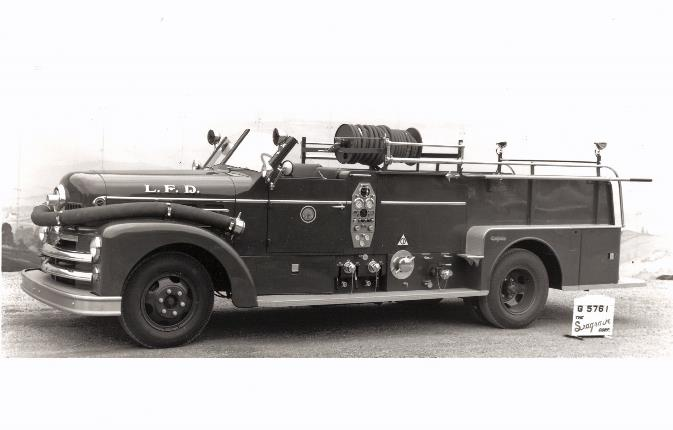 L. F. D.
G 5761
THE
Seagrave
CORP.